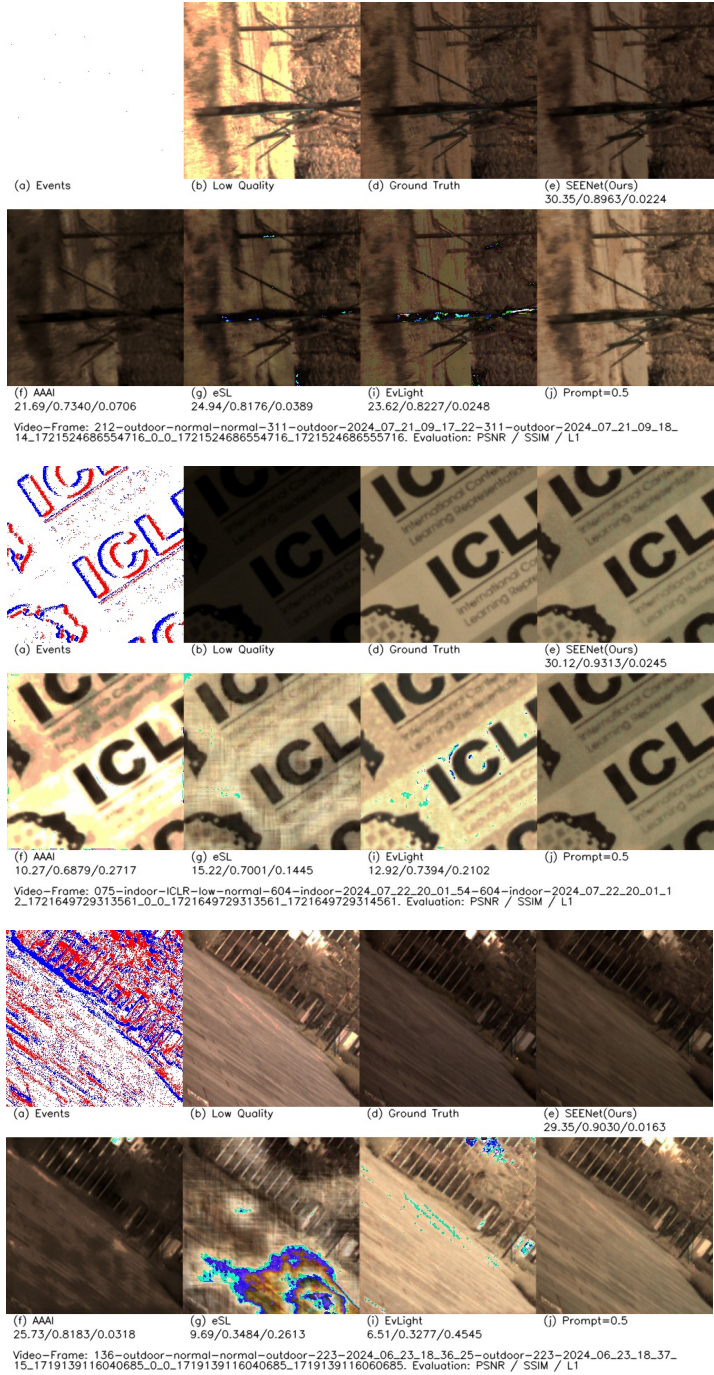 (a) Events (b) Low Quality (d) Ground Truth (e) SEENet(Ours)
30.35/0.8963/0.0224
(f) AAAI (g) eSL (i) EvLight (j) Prompt=0.5
21.69/0.7340/0.0706 24.94/0.8176/0.0389 23.62/0.8227/0.0248
Video-Frame: 212-outdoor-normal-normal-311-outdoor-2024_07_21_09_17_22-311-outdoor-2024_07_21_09_18_
14_1721524686554716_0_0_1721524686554716_1721524686555716. Evaluation: PSNR / SSIM / L1
ICLR
International Conference
Learning Representations
ICLR
International Conf
Learning Repre
(a) Events (b) Low Quality (d) Ground Truth (e) SEENet(Ours)
30.12/0.9313/0.0245
(f) AAAI (g) eSL (i) EvLight (j) Prompt=0.5
10.27/0.6879/0.2717 15.22/0.7001/0.1445 12.92/0.7394/0.2102
Video-Frame: 075-indoor-ICLR-low-normal-604-indoor-2024_07_22_20_01_54-604-indoor-2024_07_22_20_01_1
2_1721649729313561_0_0_1721649729313561_1721649729314561. Evaluation: PSNR / SSIM / L1
(a) Events (b) Low Quality (d) Ground Truth (e) SEENet(Ours)
29.35/0.9030/0.0163
(f) AAAI (g) eSL (i) EvLight (j) Prompt=0.5
25.73/0.8183/0.0318 9.69/0.3484/0.2613 6.51/0.3277/0.4545
Video-Frame: 136-outdoor-normal-normal-outdoor-223-2024_06_23_18_36_25-outdoor-223-2024_06_23_18_37_
15_1719139116040685_0_0_1719139116040685_1719139116060685. Evaluation: PSNR / SSIM / L1